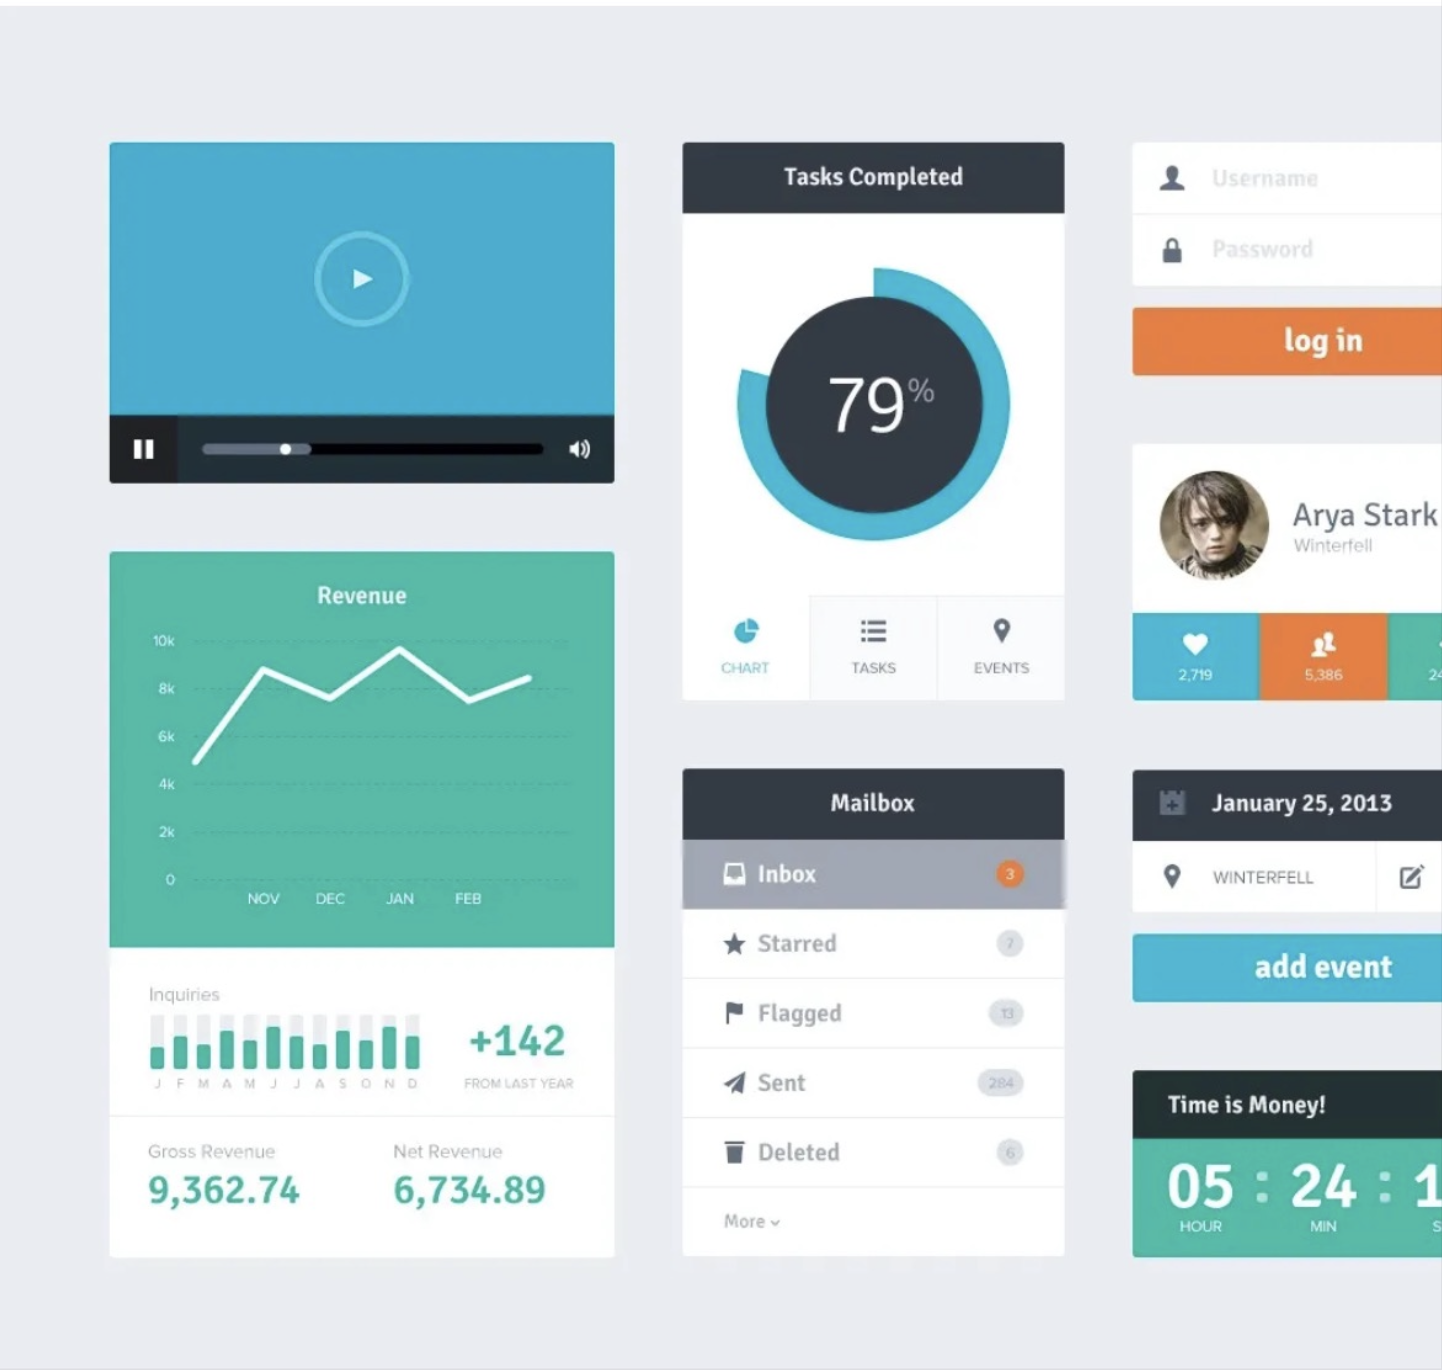 Revenue
10k
8k
6k
4k
2k
0
NOV DEC JAN FEB
Inquiries
+142
J F M A M J J A S O N D
FROM LAST YEAR
Gross Revenue
9,362.74
Net Revenue
6,734.89
Tasks Completed
79%
CHART
TASKS
EVENTS
Mailbox
Inbox 3
Starred 7
Flagged 13
Sent 284
Deleted 6
More
Username
Password
log in
Arya Stark
Winterfell
2,719
5,386
January 25, 2013
WINTERFELL
add event
Time is Money!
05 : 24 :
HOUR MIN